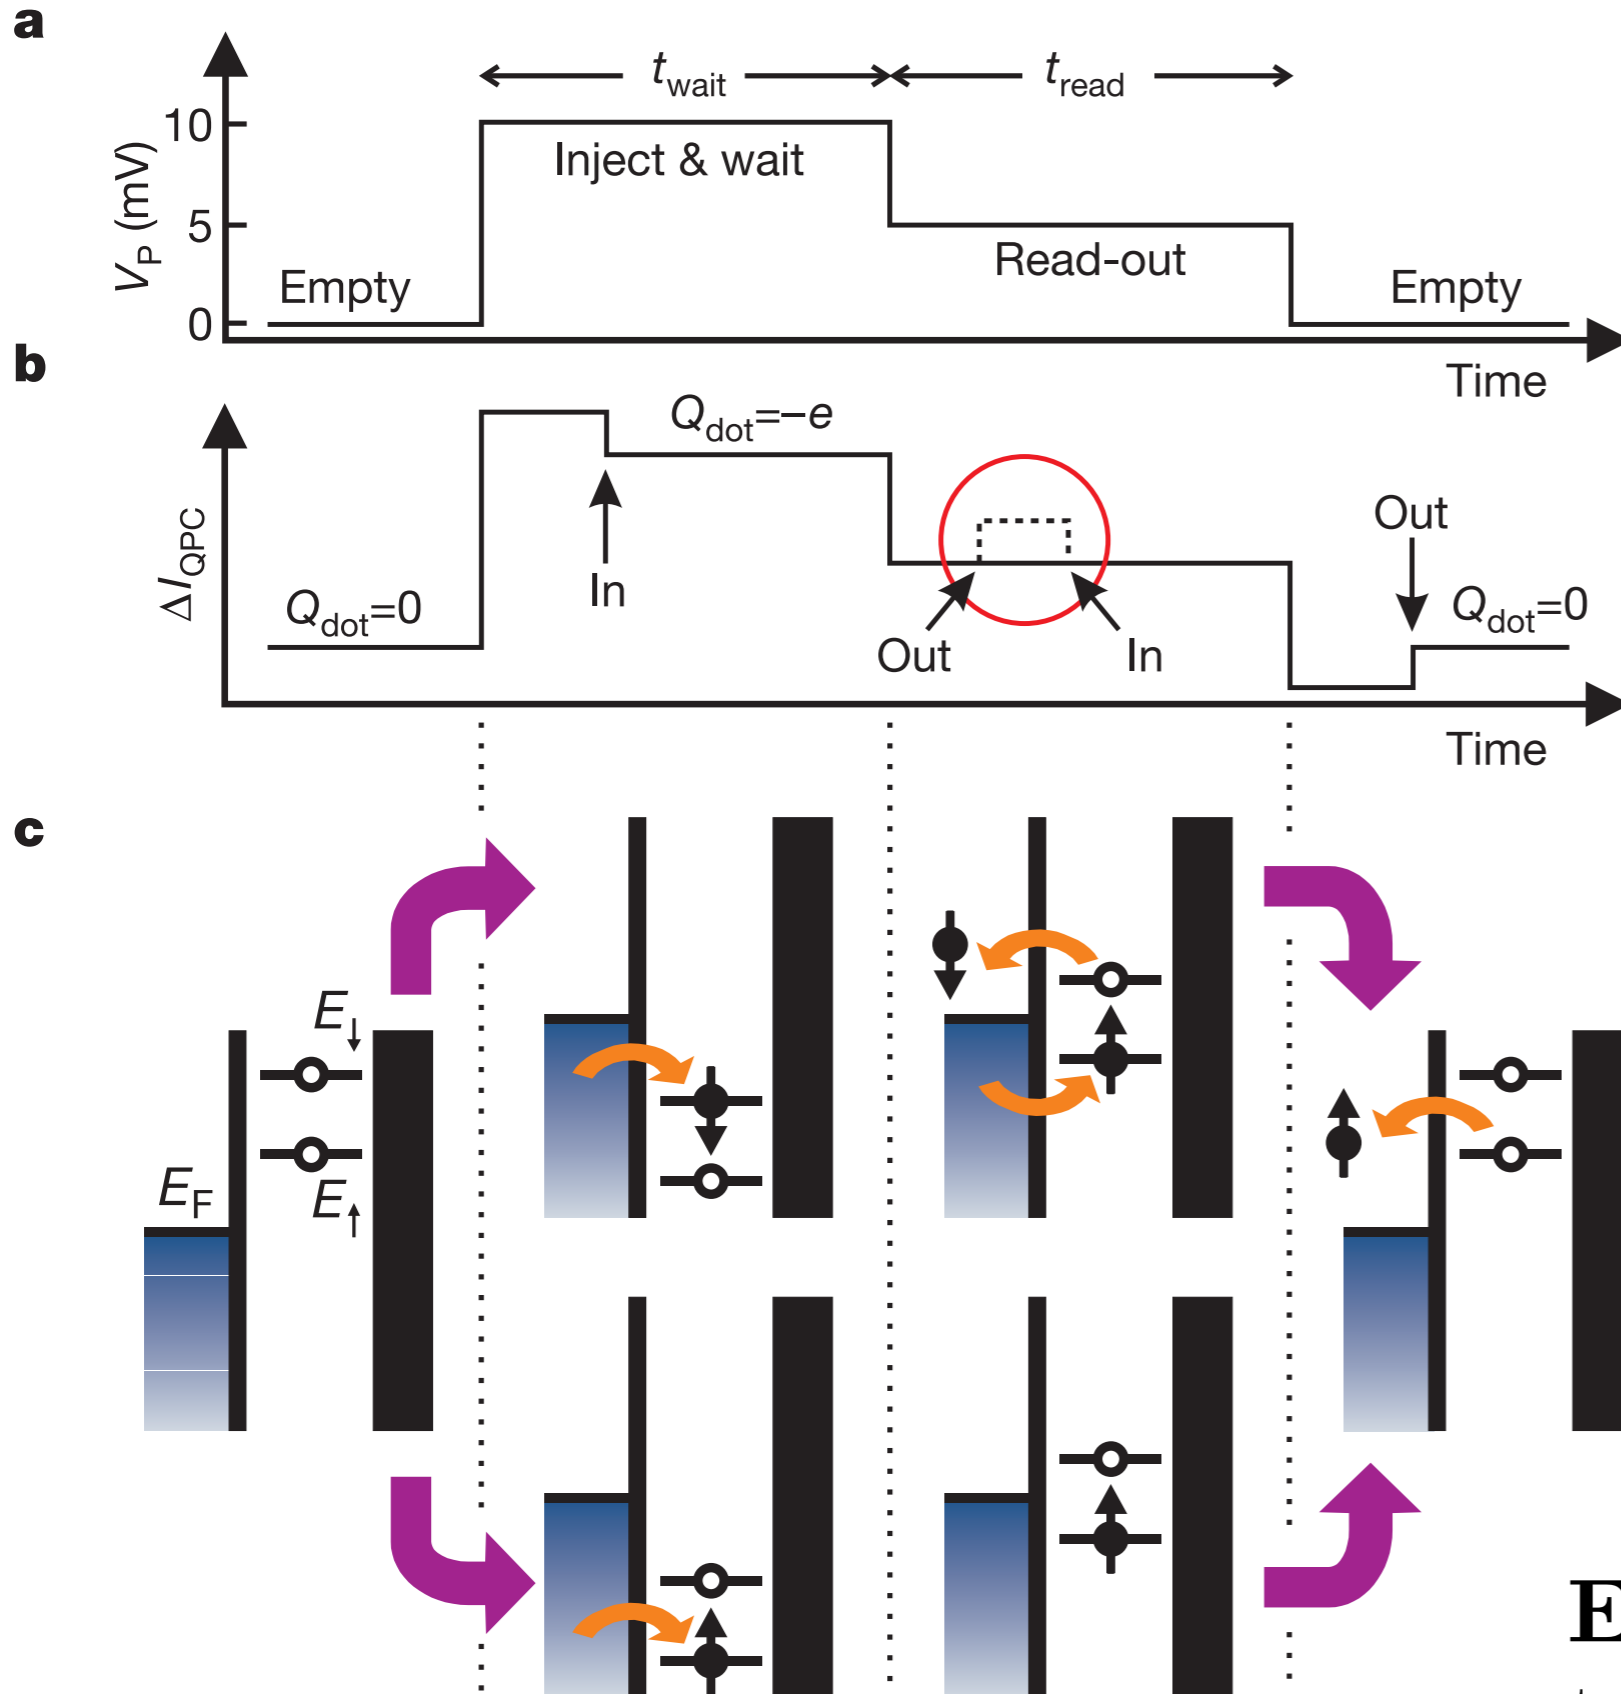 a
t_wait
t_read
10
Inject & wait
V_P (mV)
5
Read-out
Empty
Empty
0
Time
b
Q_dot=–e
Out
ΔI_QPC
In
Q_dot=0
Q_dot=0
Out
In
Time
c
E↓
E_F
E↑
E